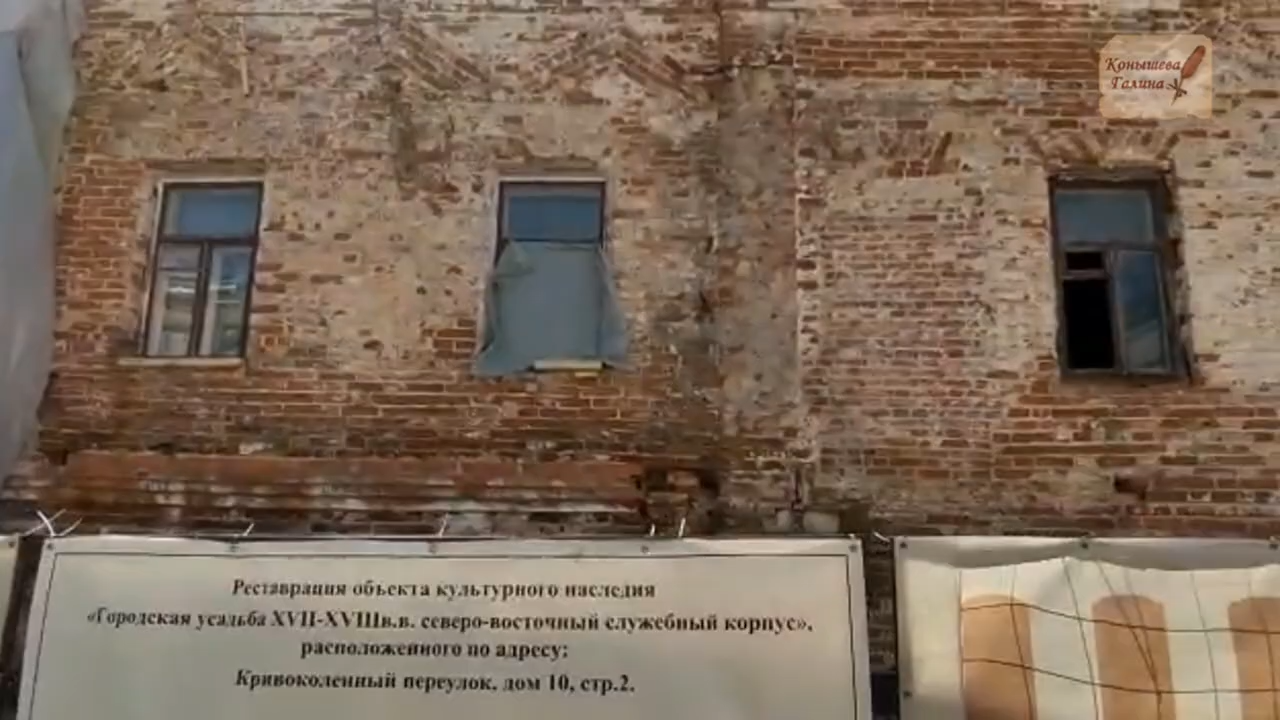 Конышева
Галина
Реставрация объекта культурного наследия
«Городская усадьба XVII-XVIIIв.в. северо-восточный служебный корпус»,
расположенного по адресу:
Кривоколенный переулок, дом 10, стр.2.